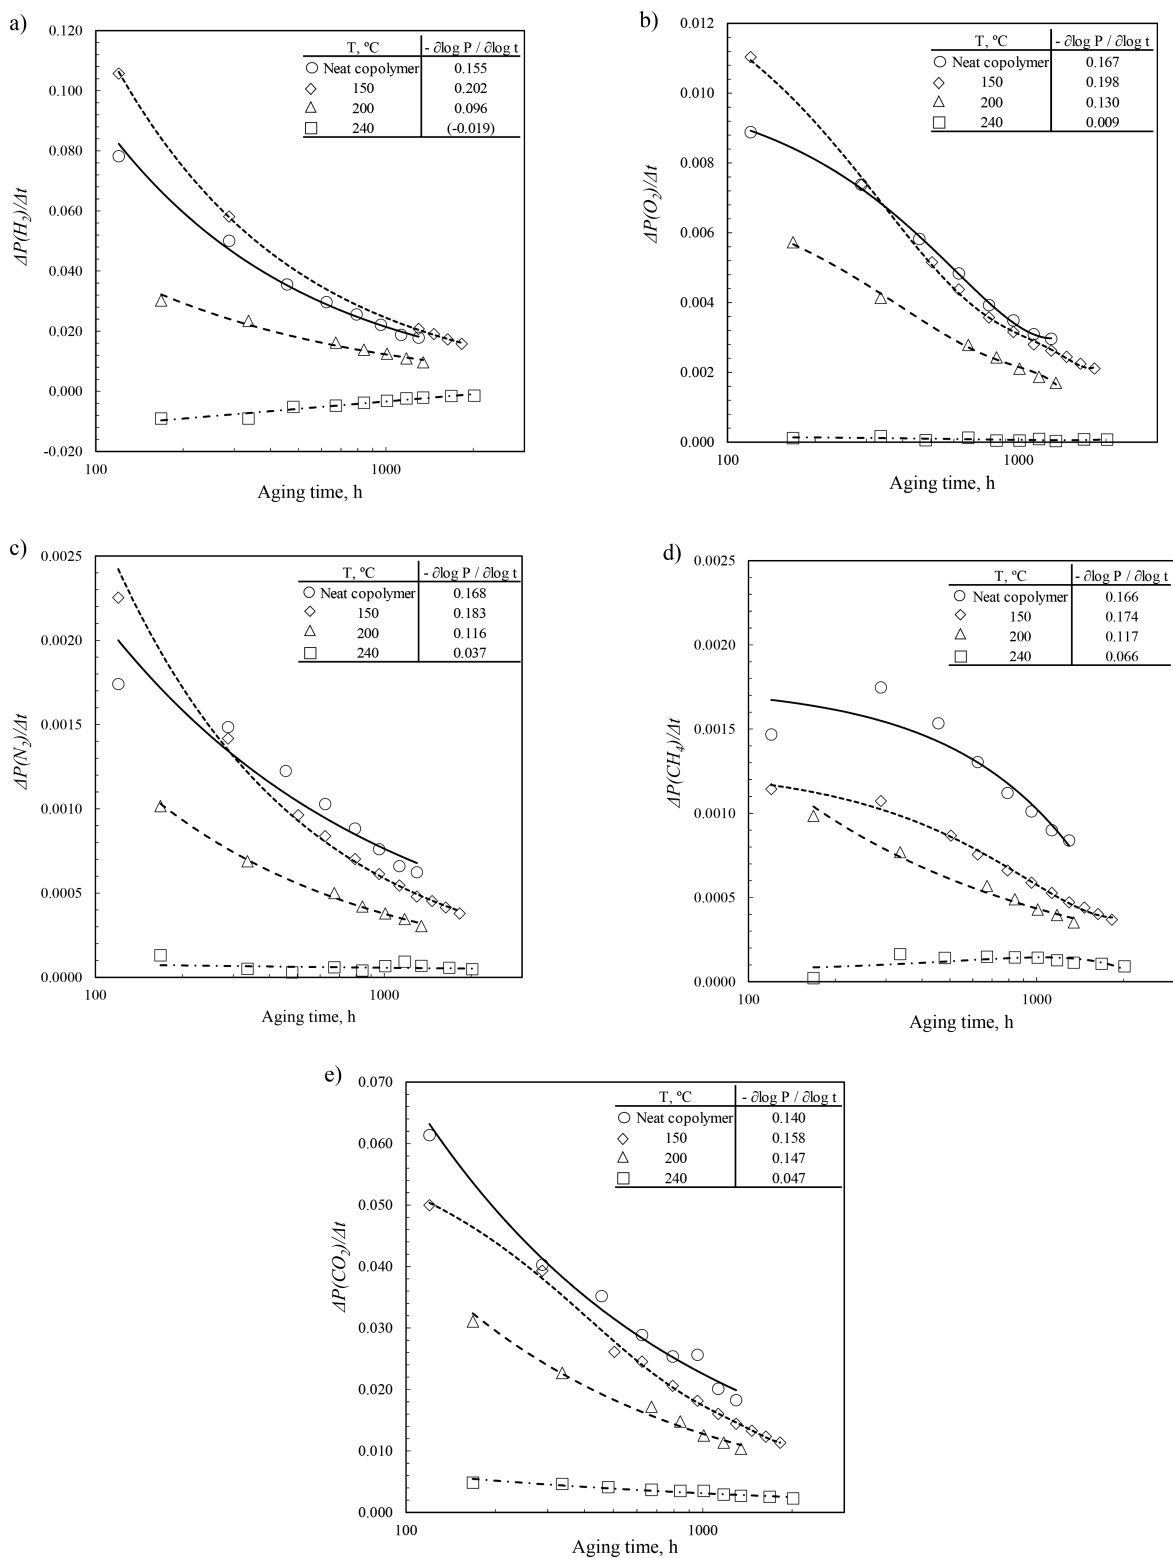 a)
0.120
0.100
0.080
0.060
0.040
0.020
0.000
-0.020
ΔP(H2)/Δt
100
1000
Aging time, h
T, ºC - ∂log P / ∂log t
Neat copolymer 0.155
150 0.202
200 0.096
240 (-0.019)
b)
0.012
0.010
0.008
0.006
0.004
0.002
0.000
ΔP(O2)/Δt
100
1000
Aging time, h
T, ºC - ∂log P / ∂log t
Neat copolymer 0.167
150 0.198
200 0.130
240 0.009
c)
0.0025
0.0020
0.0015
0.0010
0.0005
0.0000
ΔP(N2)/Δt
100
1000
Aging time, h
T, ºC - ∂log P / ∂log t
Neat copolymer 0.168
150 0.183
200 0.116
240 0.037
d)
0.0025
0.0020
0.0015
0.0010
0.0005
0.0000
ΔP(CH4)/Δt
100
1000
Aging time, h
T, ºC - ∂log P / ∂log t
Neat copolymer 0.166
150 0.174
200 0.117
240 0.066
e)
0.070
0.060
0.050
0.040
0.030
0.020
0.010
0.000
ΔP(CO2)/Δt
100
1000
Aging time, h
T, ºC - ∂log P / ∂log t
Neat copolymer 0.140
150 0.158
200 0.147
240 0.047